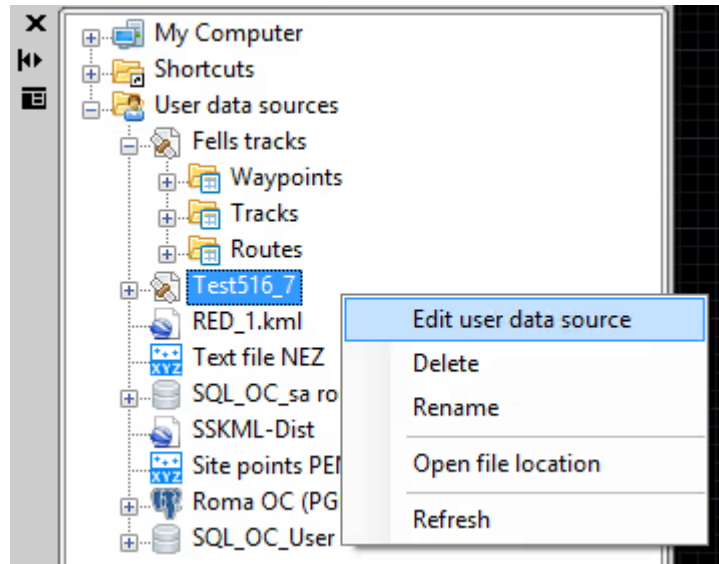 My Computer
Shortcuts
User data sources
Fells tracks
Waypoints
Tracks
Routes
Test516_7
RED_1.kml
Text file NEZ
SQL_OC_sa ro
SSKML-Dist
Site points
Roma OC (PG
SQL_OC_User
Edit user data source
Delete
Rename
Open file location
Refresh